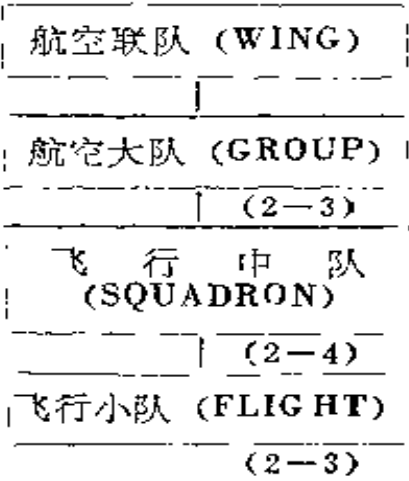 航空联队 (WING)
航空大队 (GROUP)
(2—3)
飞行中队
(SQUADRON)
(2—4)
飞行小队 (FLIGHT)
(2—3)